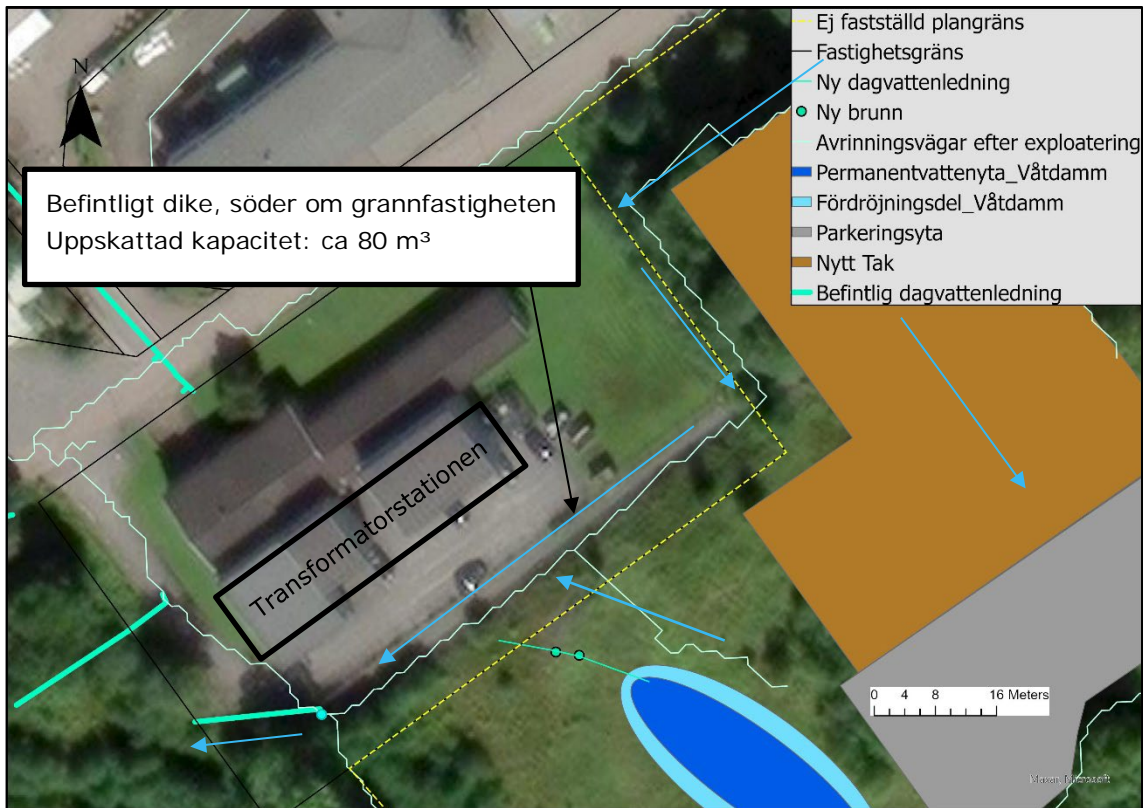 Ej fastställd plangräns
Fastighetsgräns
Ny dagvattenledning
Ny brunn
Avrinningsvägar efter exploatering
Permanentvattenyta_Våtdamm
Fördröjningsdel_Våtdamm
Parkeringsyta
Nytt Tak
Befintlig dagvattenledning
N
Befintligt dike, söder om grannfastigheten
Uppskattad kapacitet: ca 80 m³
Transformatorstationen
0 4 8 16 Meters
Maxar, Microsoft